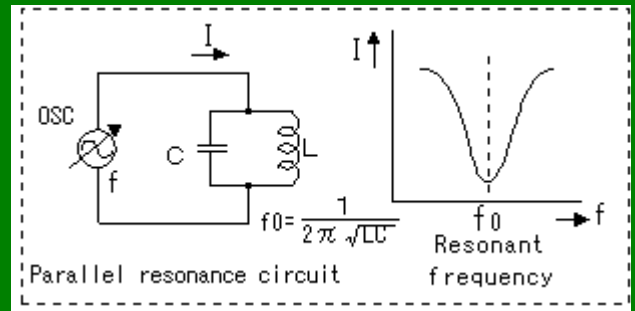 I
OSC
f
C
L
f0=1/2π√LC
Parallel resonance circuit
I
f0
f
Resonant
frequency